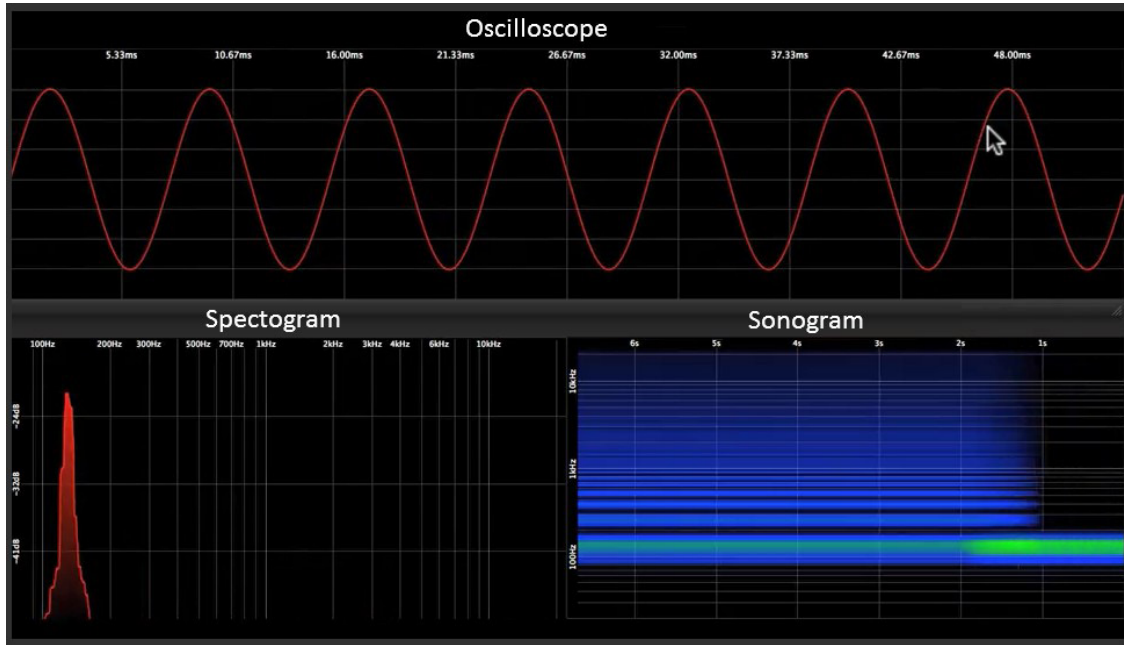 Oscilloscope
5.33ms 10.67ms 16.00ms 21.33ms 26.67ms 32.00ms 37.33ms 42.67ms 48.00ms
Spectogram
100Hz 200Hz 300Hz 500Hz 700Hz 1kHz 2kHz 3kHz 4kHz 6kHz 10kHz
-24dB
-32dB
-41dB
Sonogram
6s 5s 4s 3s 2s 1s
10kHz
1kHz
100Hz